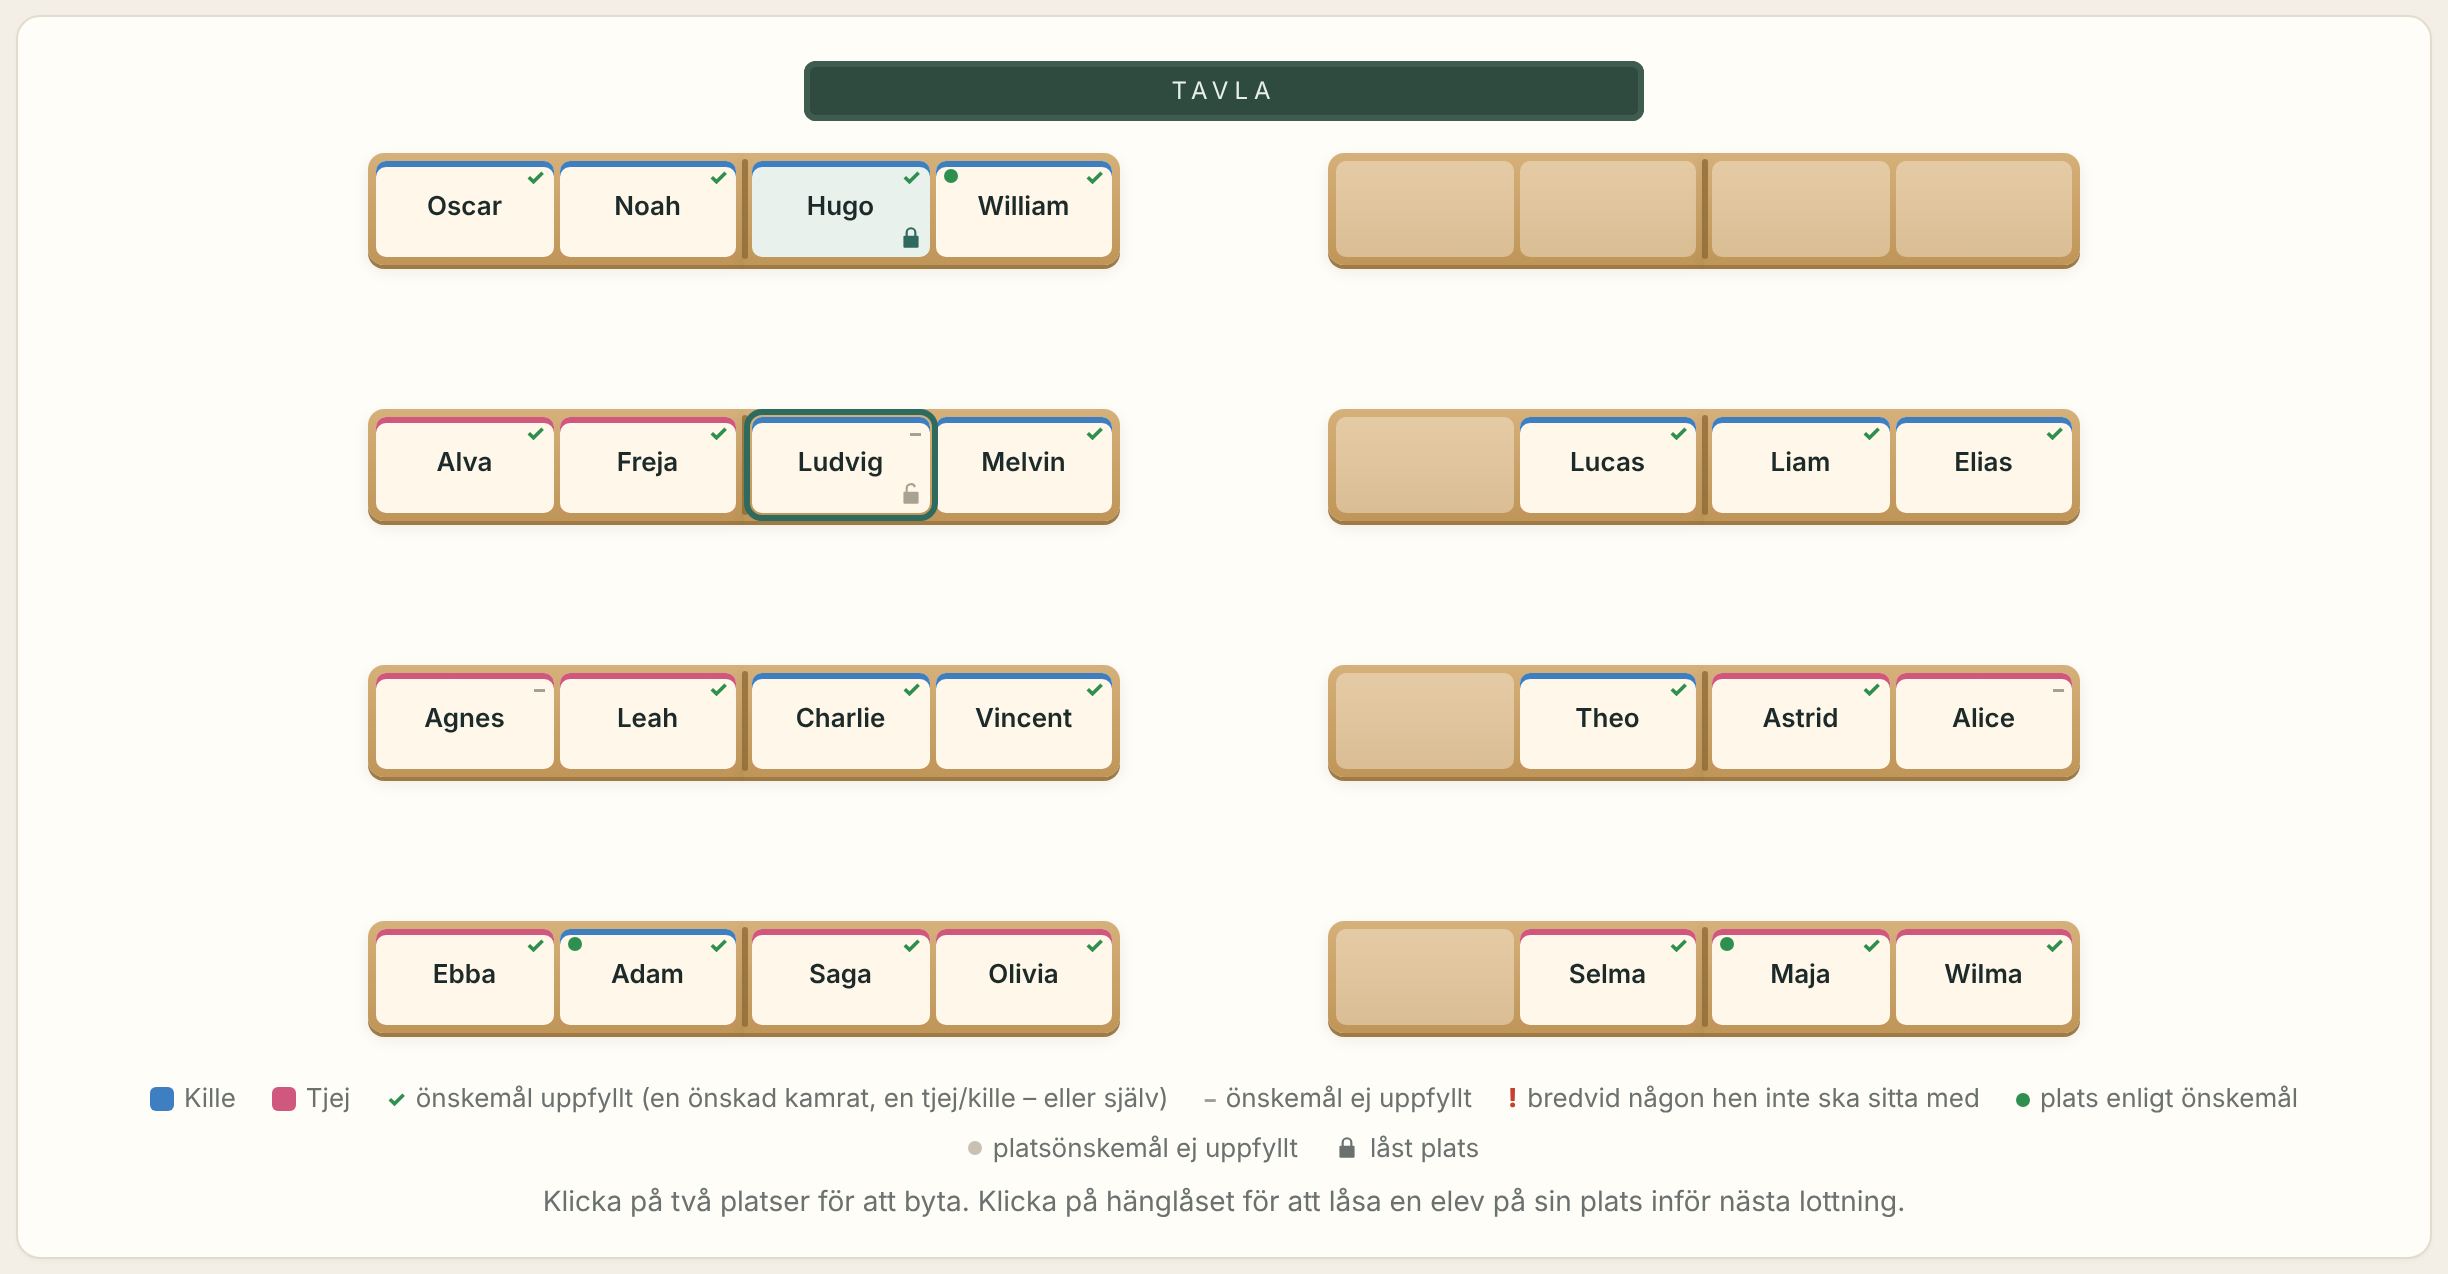 TAVLA
Oscar Noah Hugo William
Alva Freja Ludvig Melvin Lucas Liam Elias
Agnes Leah Charlie Vincent Theo Astrid Alice
Ebba Adam Saga Olivia Selma Maja Wilma
Kille Tjej önskemål uppfyllt (en önskad kamrat, en tjej/kille – eller själv) – önskemål ej uppfyllt ! bredvid någon hen inte ska sitta med plats enligt önskemål
platsönskemål ej uppfyllt låst plats
Klicka på två platser för att byta. Klicka på hänglåset för att låsa en elev på sin plats inför nästa lottning.